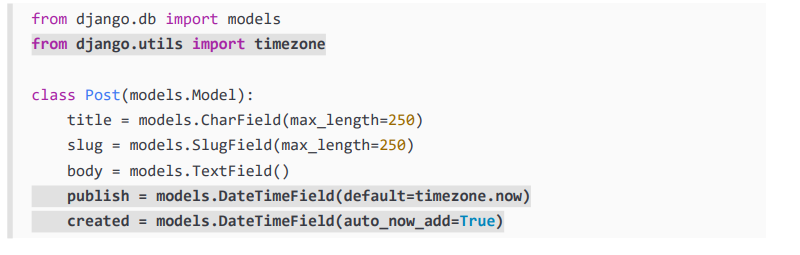 from django.db import models
from django.utils import timezone
class Post(models.Model):
    title = models.CharField(max_length=250)
    slug = models.SlugField(max_length=250)
    body = models.TextField()
    publish = models.DateTimeField(default=timezone.now)
    created = models.DateTimeField(auto_now_add=True)